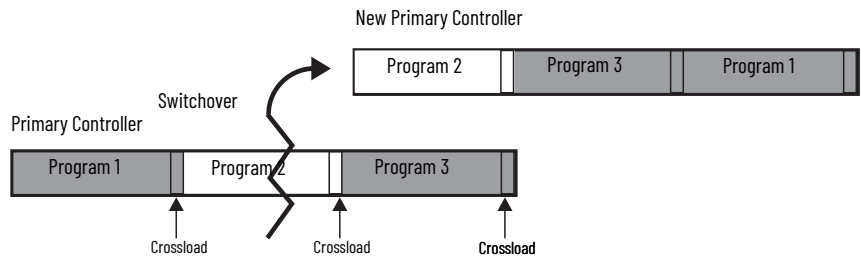 New Primary Controller
Program 2 Program 3 Program 1
Switchover
Primary Controller
Program 1 Program 2 Program 3
Crossload Crossload Crossload